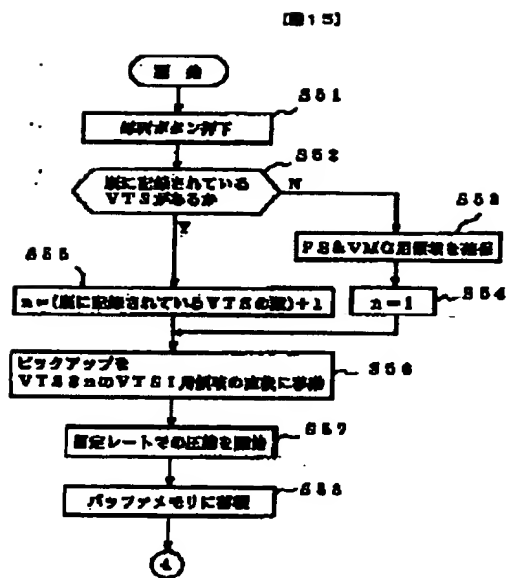 【図15】
開始
S51
録画ボタン押下
S52
既に記録されている
VTSがあるか
N
Y
S53
FS&VMG用領域を確保
S55
S54
n=(既に記録されているVTSの数)+1
n=1
ピックアップを
VTS#nのVTSI用領域の直後に移動
S56
S57
固定レートでの圧縮を開始
S58
バッファメモリに蓄積
4